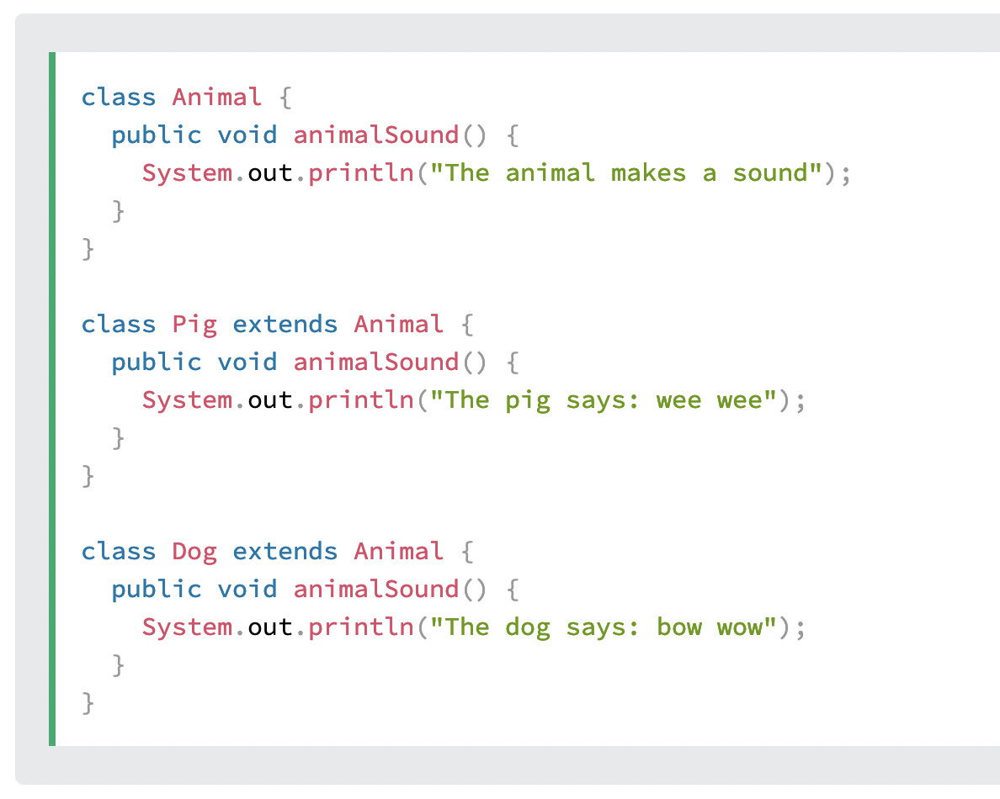 class Animal {
  public void animalSound() {
    System.out.println("The animal makes a sound");
  }
}

class Pig extends Animal {
  public void animalSound() {
    System.out.println("The pig says: wee wee");
  }
}

class Dog extends Animal {
  public void animalSound() {
    System.out.println("The dog says: bow wow");
  }
}